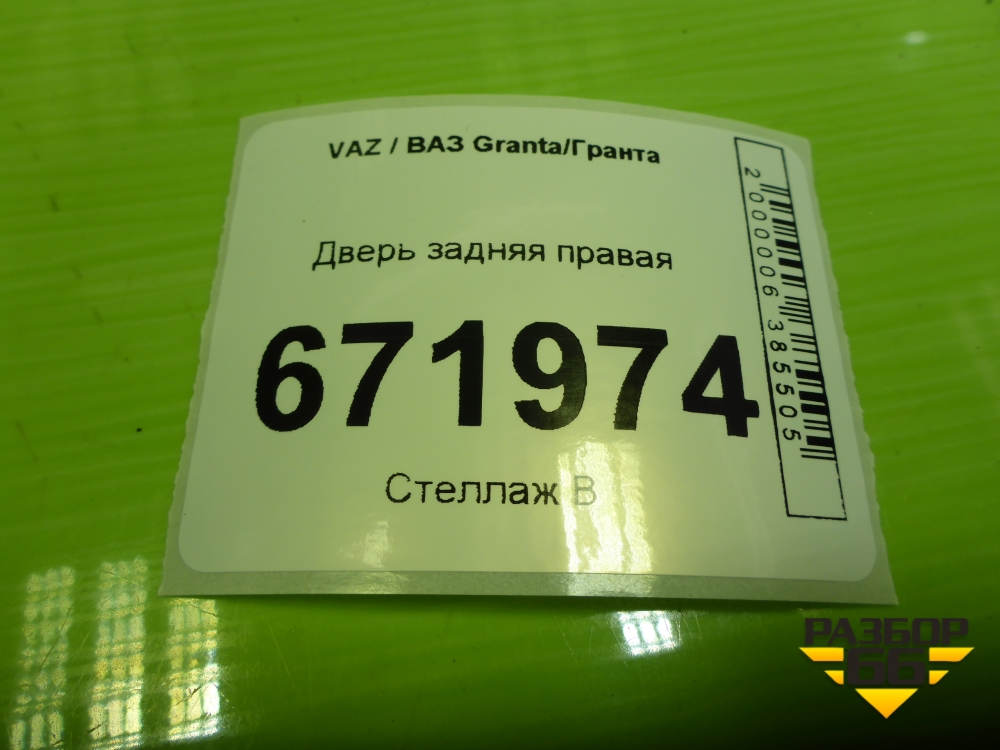 VAZ / ВАЗ Granta/Гранта
Дверь задняя правая
671974
Стеллаж В
2000006385505
РАЗБОР
66